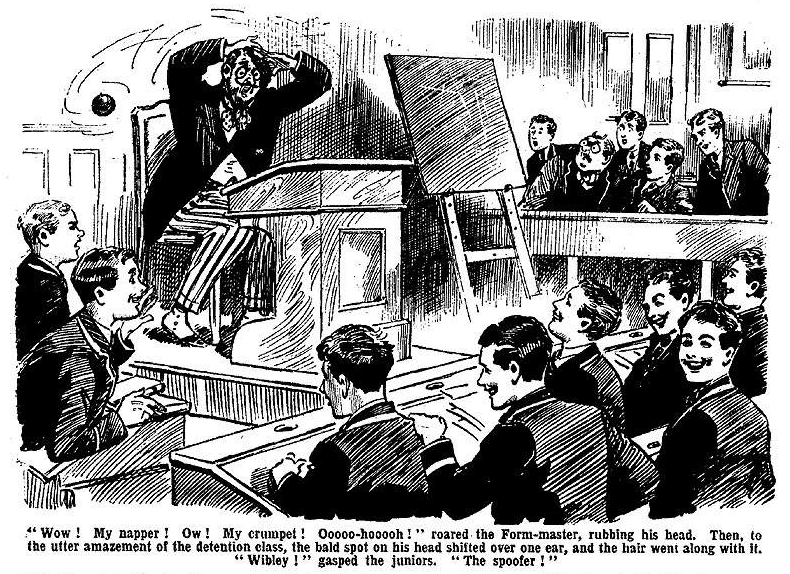 "Wow ! My napper ! Ow ! My crumpet ! Ooooo-hooooh ! " roared the Form-master, rubbing his head. Then, to
the utter amazement of the detention class, the bald spot on his head shifted over one ear, and the hair went along with it.
"Wibley ! " gasped the juniors. "The spoofer ! "